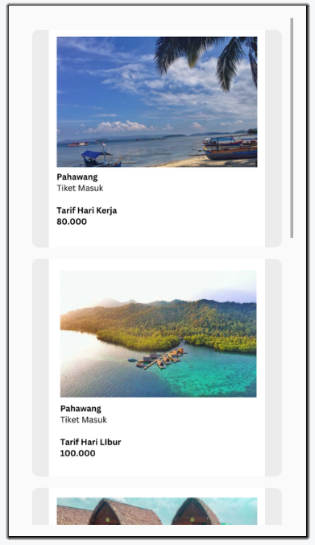 Pahawang
Tiket Masuk
Tarif Hari Kerja
80.000
Pahawang
Tiket Masuk
Tarif Hari LIbur
100.000